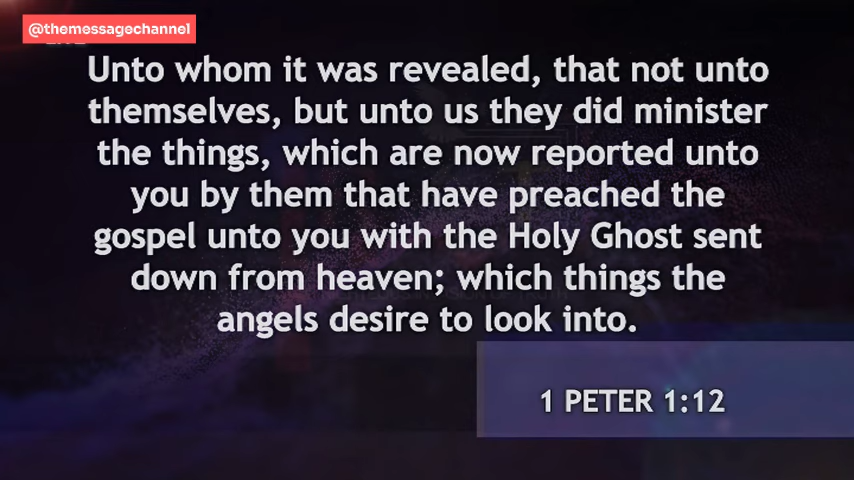 @themessagechannel
Unto whom it was revealed, that not unto
themselves, but unto us they did minister
the things, which are now reported unto
you by them that have preached the
gospel unto you with the Holy Ghost sent
down from heaven; which things the
angels desire to look into.
1 PETER 1:12